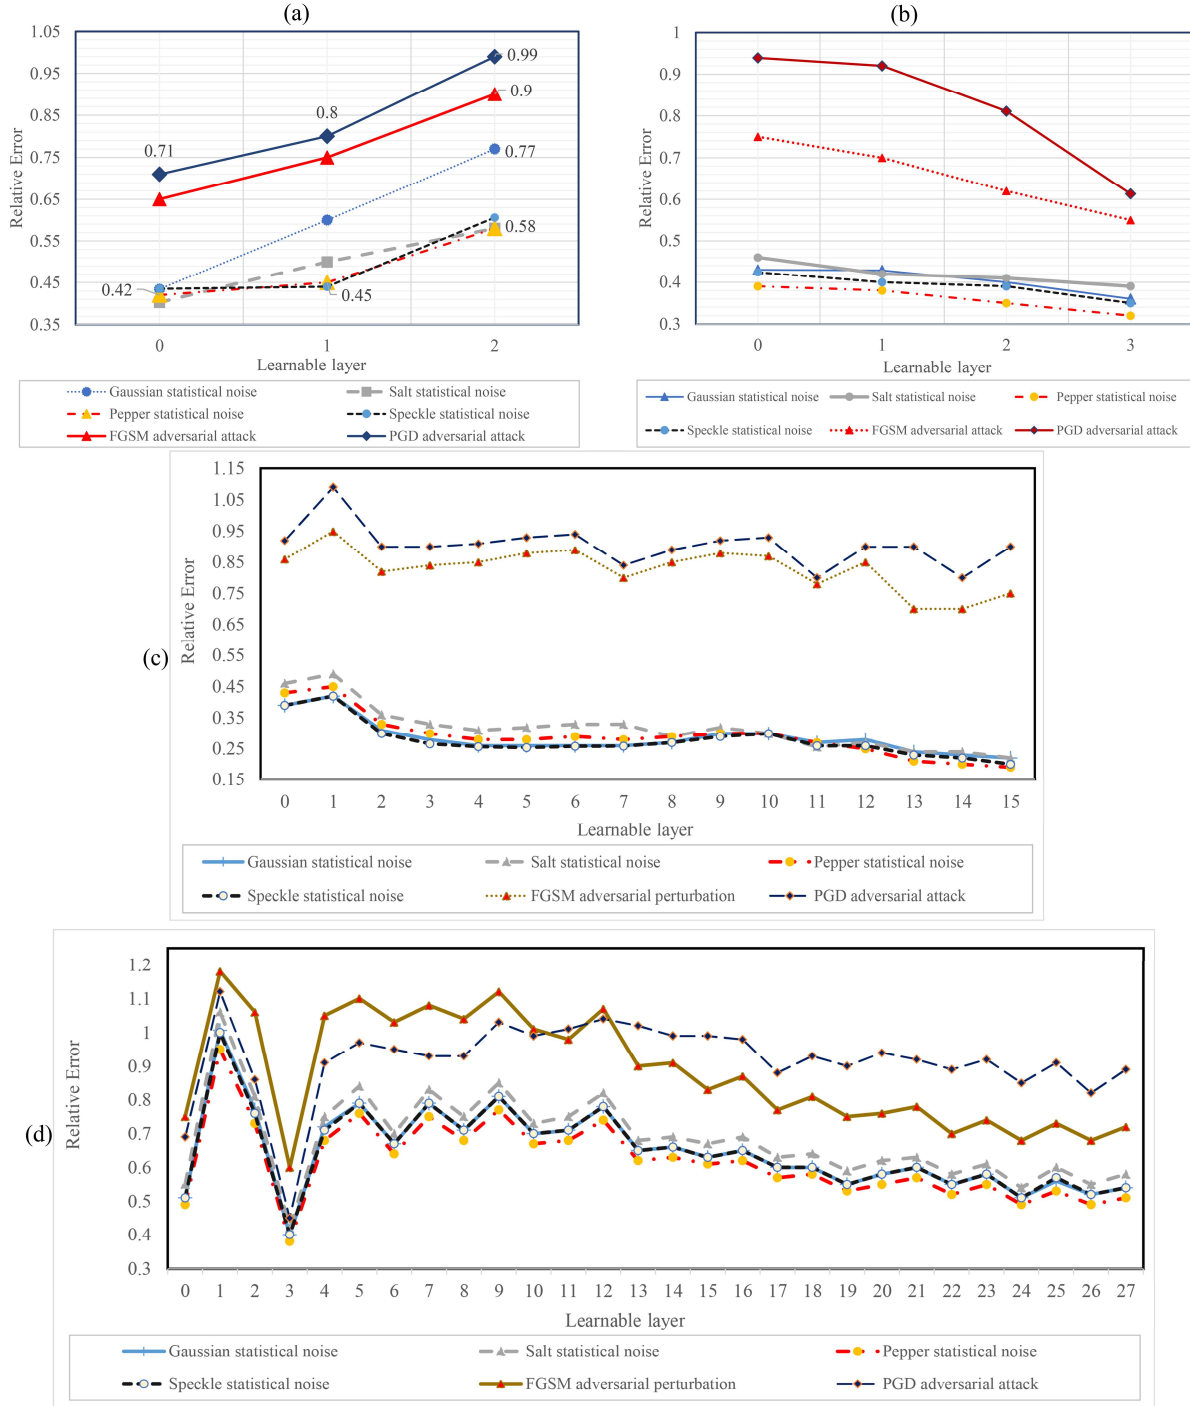 (a)
1.05
0.95
0.85
0.75
0.65
0.55
0.45
0.35
Relative Error
0.71
0.8
0.99
0.9
0.77
0.58
0.42
0.45
0 1 2
Learnable layer
Gaussian statistical noise Salt statistical noise
Pepper statistical noise Speckle statistical noise
FGSM adversarial attack PGD adversarial attack
(b)
1
0.9
0.8
0.7
0.6
0.5
0.4
0.3
Relative Error
0 1 2 3
Learnable layer
Gaussian statistical noise Salt statistical noise Pepper statistical noise
Speckle statistical noise FGSM adversarial attack PGD adversarial attack
(c)
1.15
1.05
0.95
0.85
0.75
0.65
0.55
0.45
0.35
0.25
0.15
Relative Error
0 1 2 3 4 5 6 7 8 9 10 11 12 13 14 15
Learnable layer
Gaussian statistical noise Salt statistical noise Pepper statistical noise
Speckle statistical noise FGSM adversarial perturbation PGD adversarial attack
(d)
1.2
1.1
1
0.9
0.8
0.7
0.6
0.5
0.4
0.3
Relative Error
0 1 2 3 4 5 6 7 8 9 10 11 12 13 14 15 16 17 18 19 20 21 22 23 24 25 26 27
Learnable layer
Gaussian statistical noise Salt statistical noise Pepper statistical noise
Speckle statistical noise FGSM adversarial perturbation PGD adversarial attack